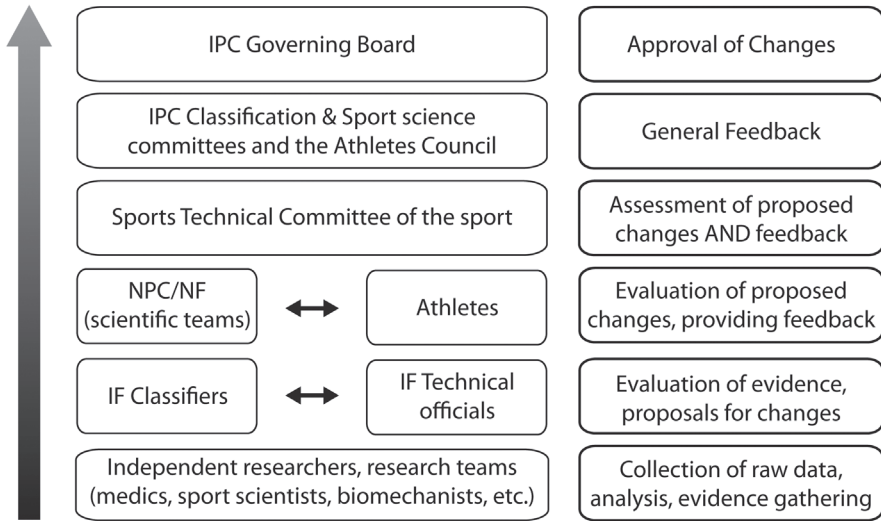 IPC Governing Board
Approval of Changes
IPC Classification & Sport science
committees and the Athletes Council
General Feedback
Sports Technical Committee of the sport
Assessment of proposed
changes AND feedback
NPC/NF
(scientific teams)
Athletes
Evaluation of proposed
changes, providing feedback
IF Classifiers
IF Technical
officials
Evaluation of evidence,
proposals for changes
Independent researchers, research teams
(medics, sport scientists, biomechanists, etc.)
Collection of raw data,
analysis, evidence gathering